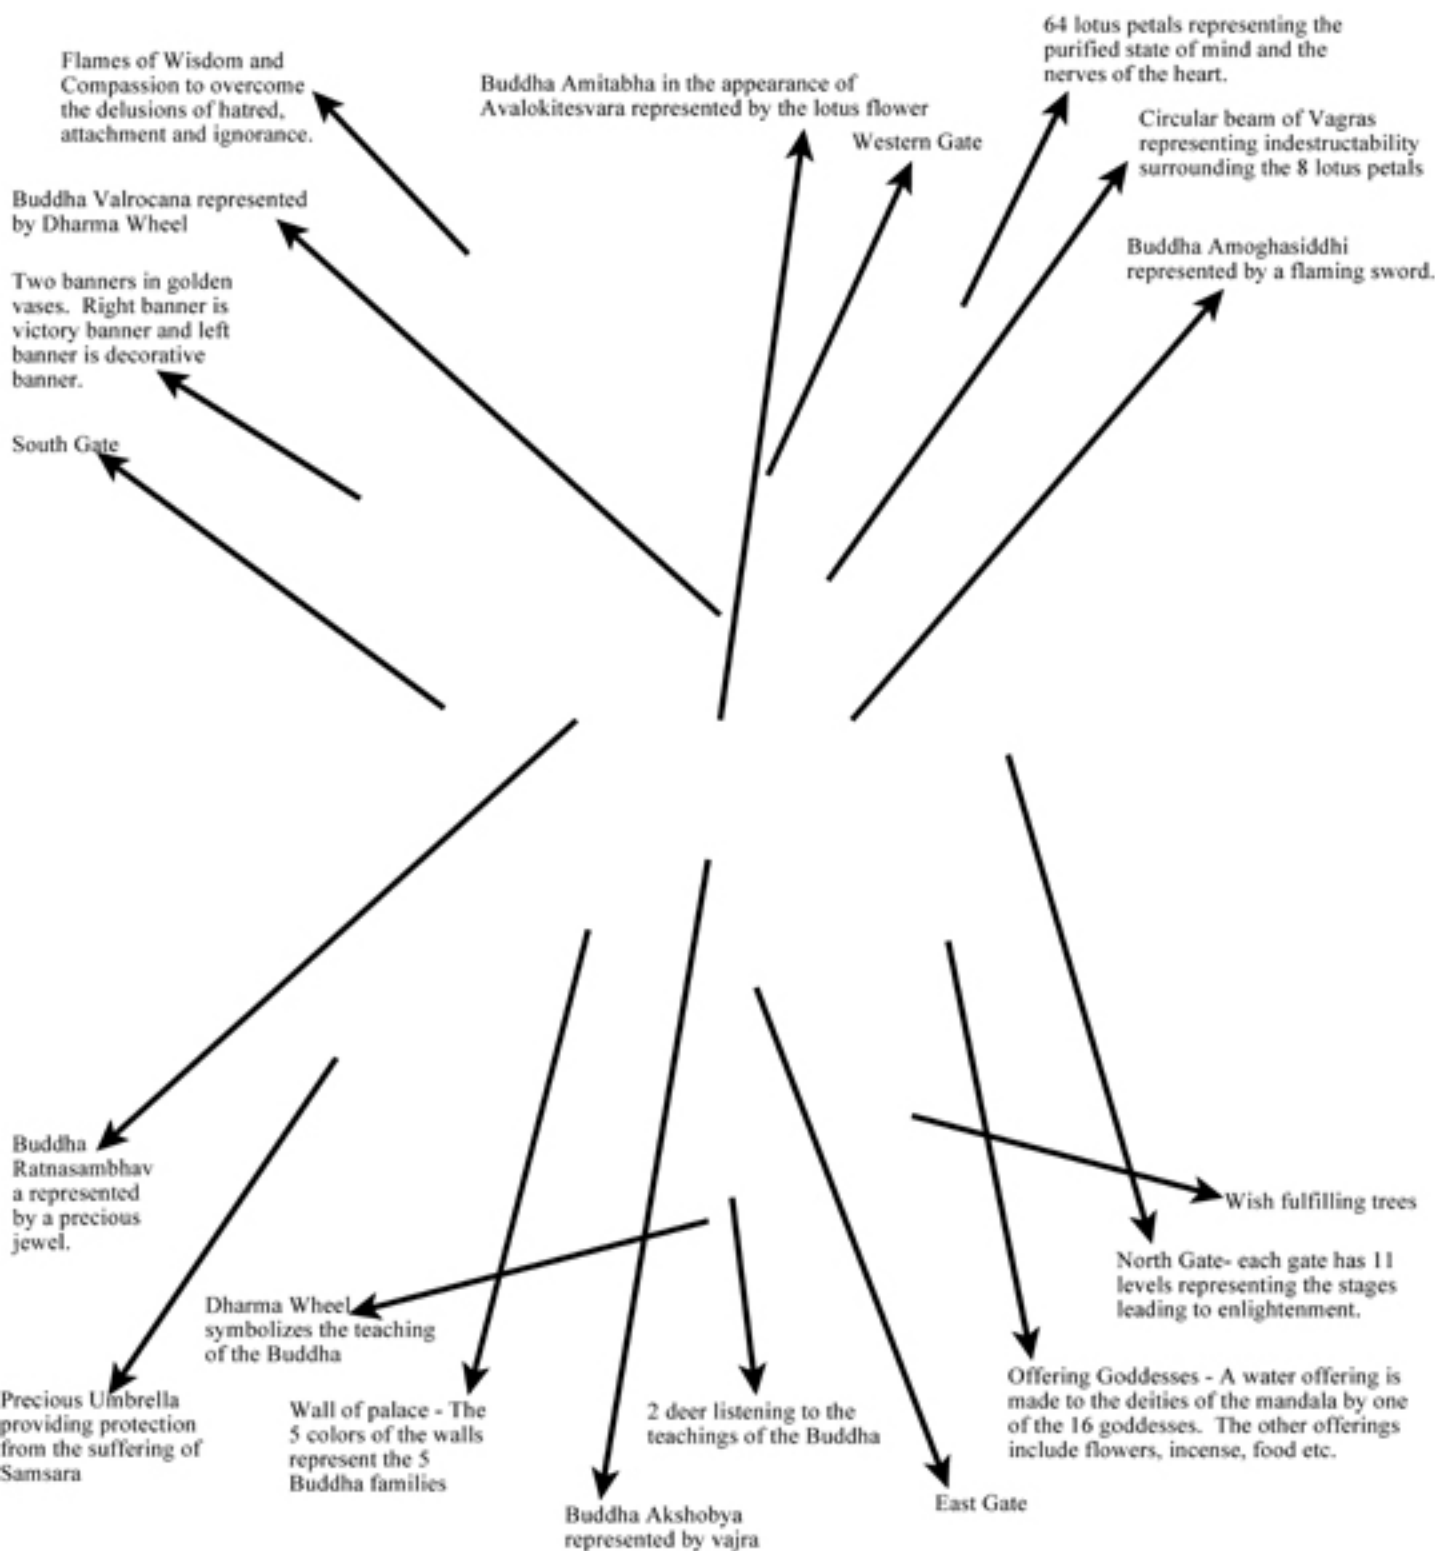 64 lotus petals representing the
purified state of mind and the
nerves of the heart.
Flames of Wisdom and
Compassion to overcome
the delusions of hatred,
attachment and ignorance.
Buddha Amitabha in the appearance of
Avalokitesvara represented by the lotus flower
Western Gate
Circular beam of Vagras
representing indestructability
surrounding the 8 lotus petals
Buddha Valrocana represented
by Dharma Wheel
Buddha Amoghasiddhi
represented by a flaming sword.
Two banners in golden
vases. Right banner is
victory banner and left
banner is decorative
banner.
South Gate
Buddha
Ratnasambhav
a represented
by a precious
jewel.
Wish fulfilling trees
North Gate- each gate has 11
levels representing the stages
leading to enlightenment.
Dharma Wheel
symbolizes the teaching
of the Buddha
Precious Umbrella
providing protection
from the suffering of
Samsara
Wall of palace - The
5 colors of the walls
represent the 5
Buddha families
2 deer listening to the
teachings of the Buddha
Offering Goddesses - A water offering is
made to the deities of the mandala by one
of the 16 goddesses. The other offerings
include flowers, incense, food etc.
Buddha Akshobya
represented by vajra
East Gate